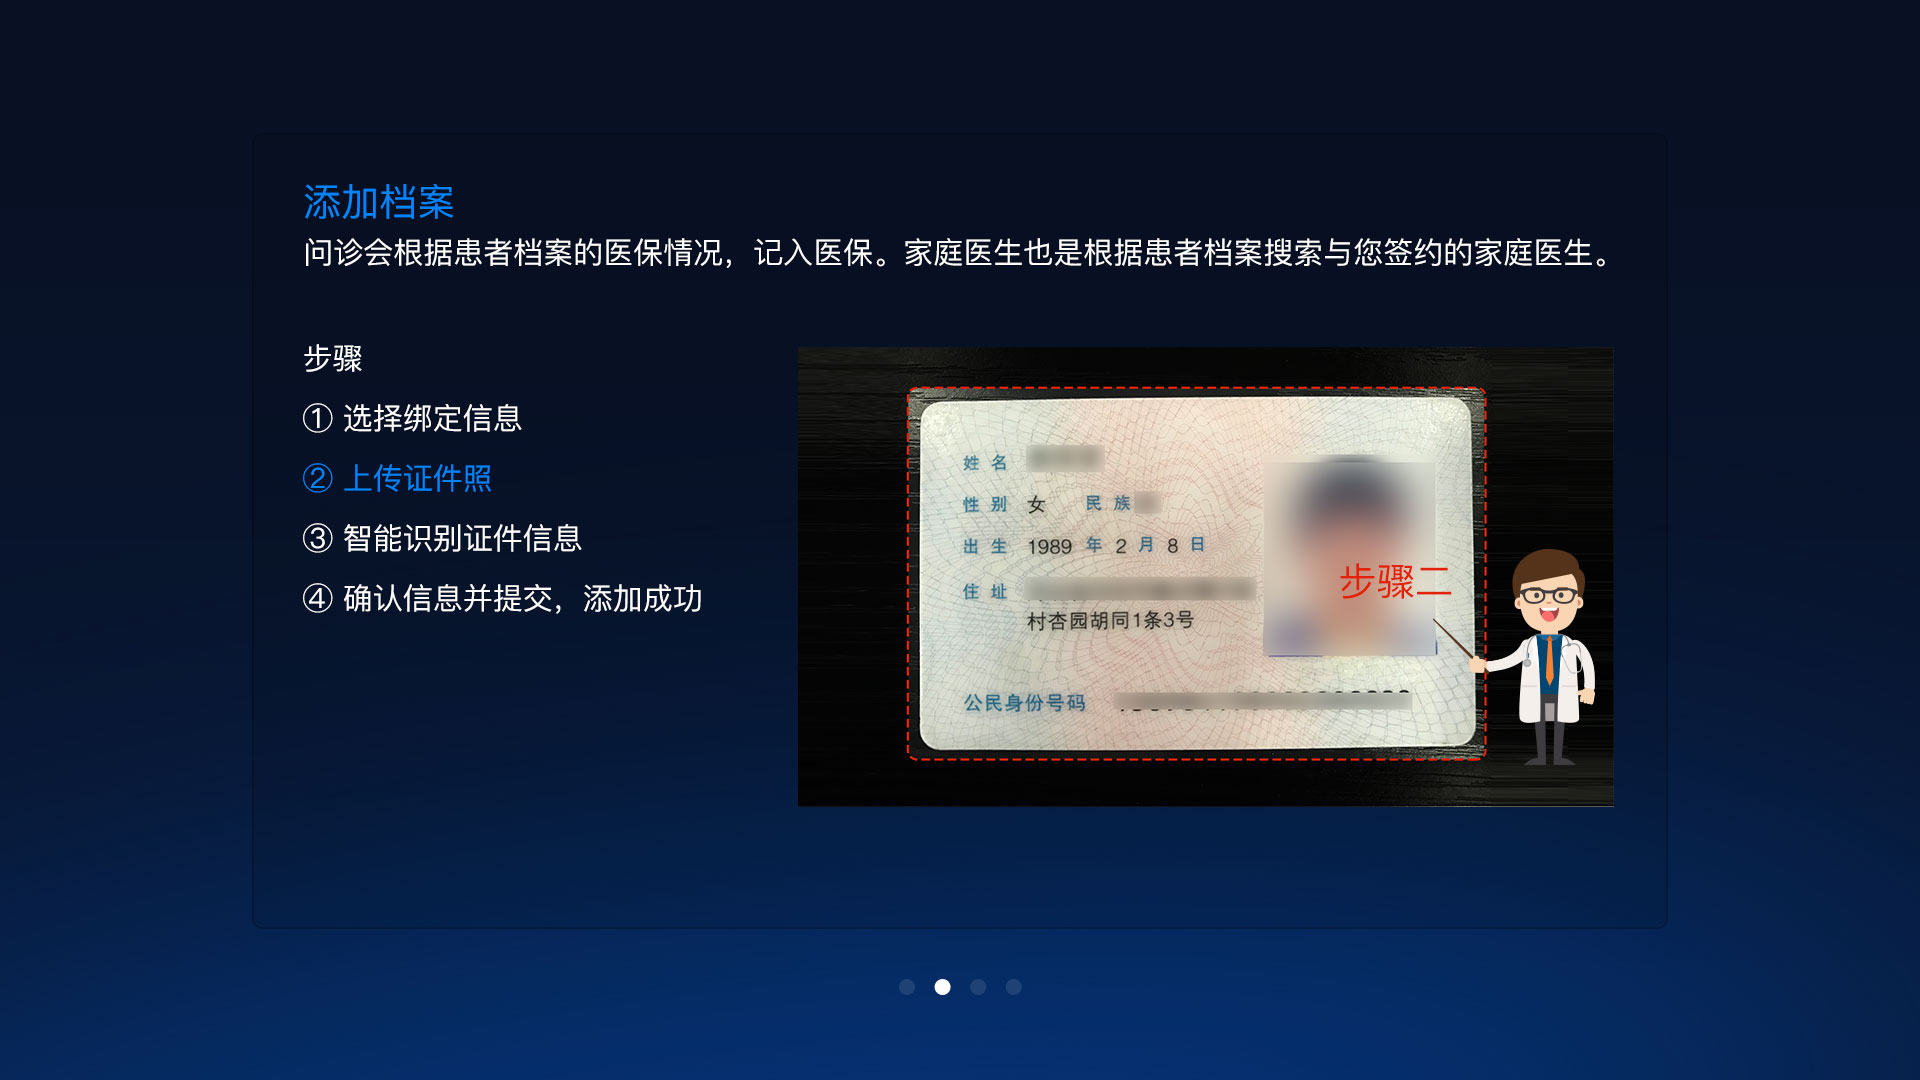 添加档案
问诊会根据患者档案的医保情况，记入医保。家庭医生也是根据患者档案搜索与您签约的家庭医生。
步骤
① 选择绑定信息
② 上传证件照
③ 智能识别证件信息
④ 确认信息并提交，添加成功
姓名
性别 女 民族
出生 1989 年 2 月 8 日
住址
村杏园胡同1条3号
公民身份号码
步骤二